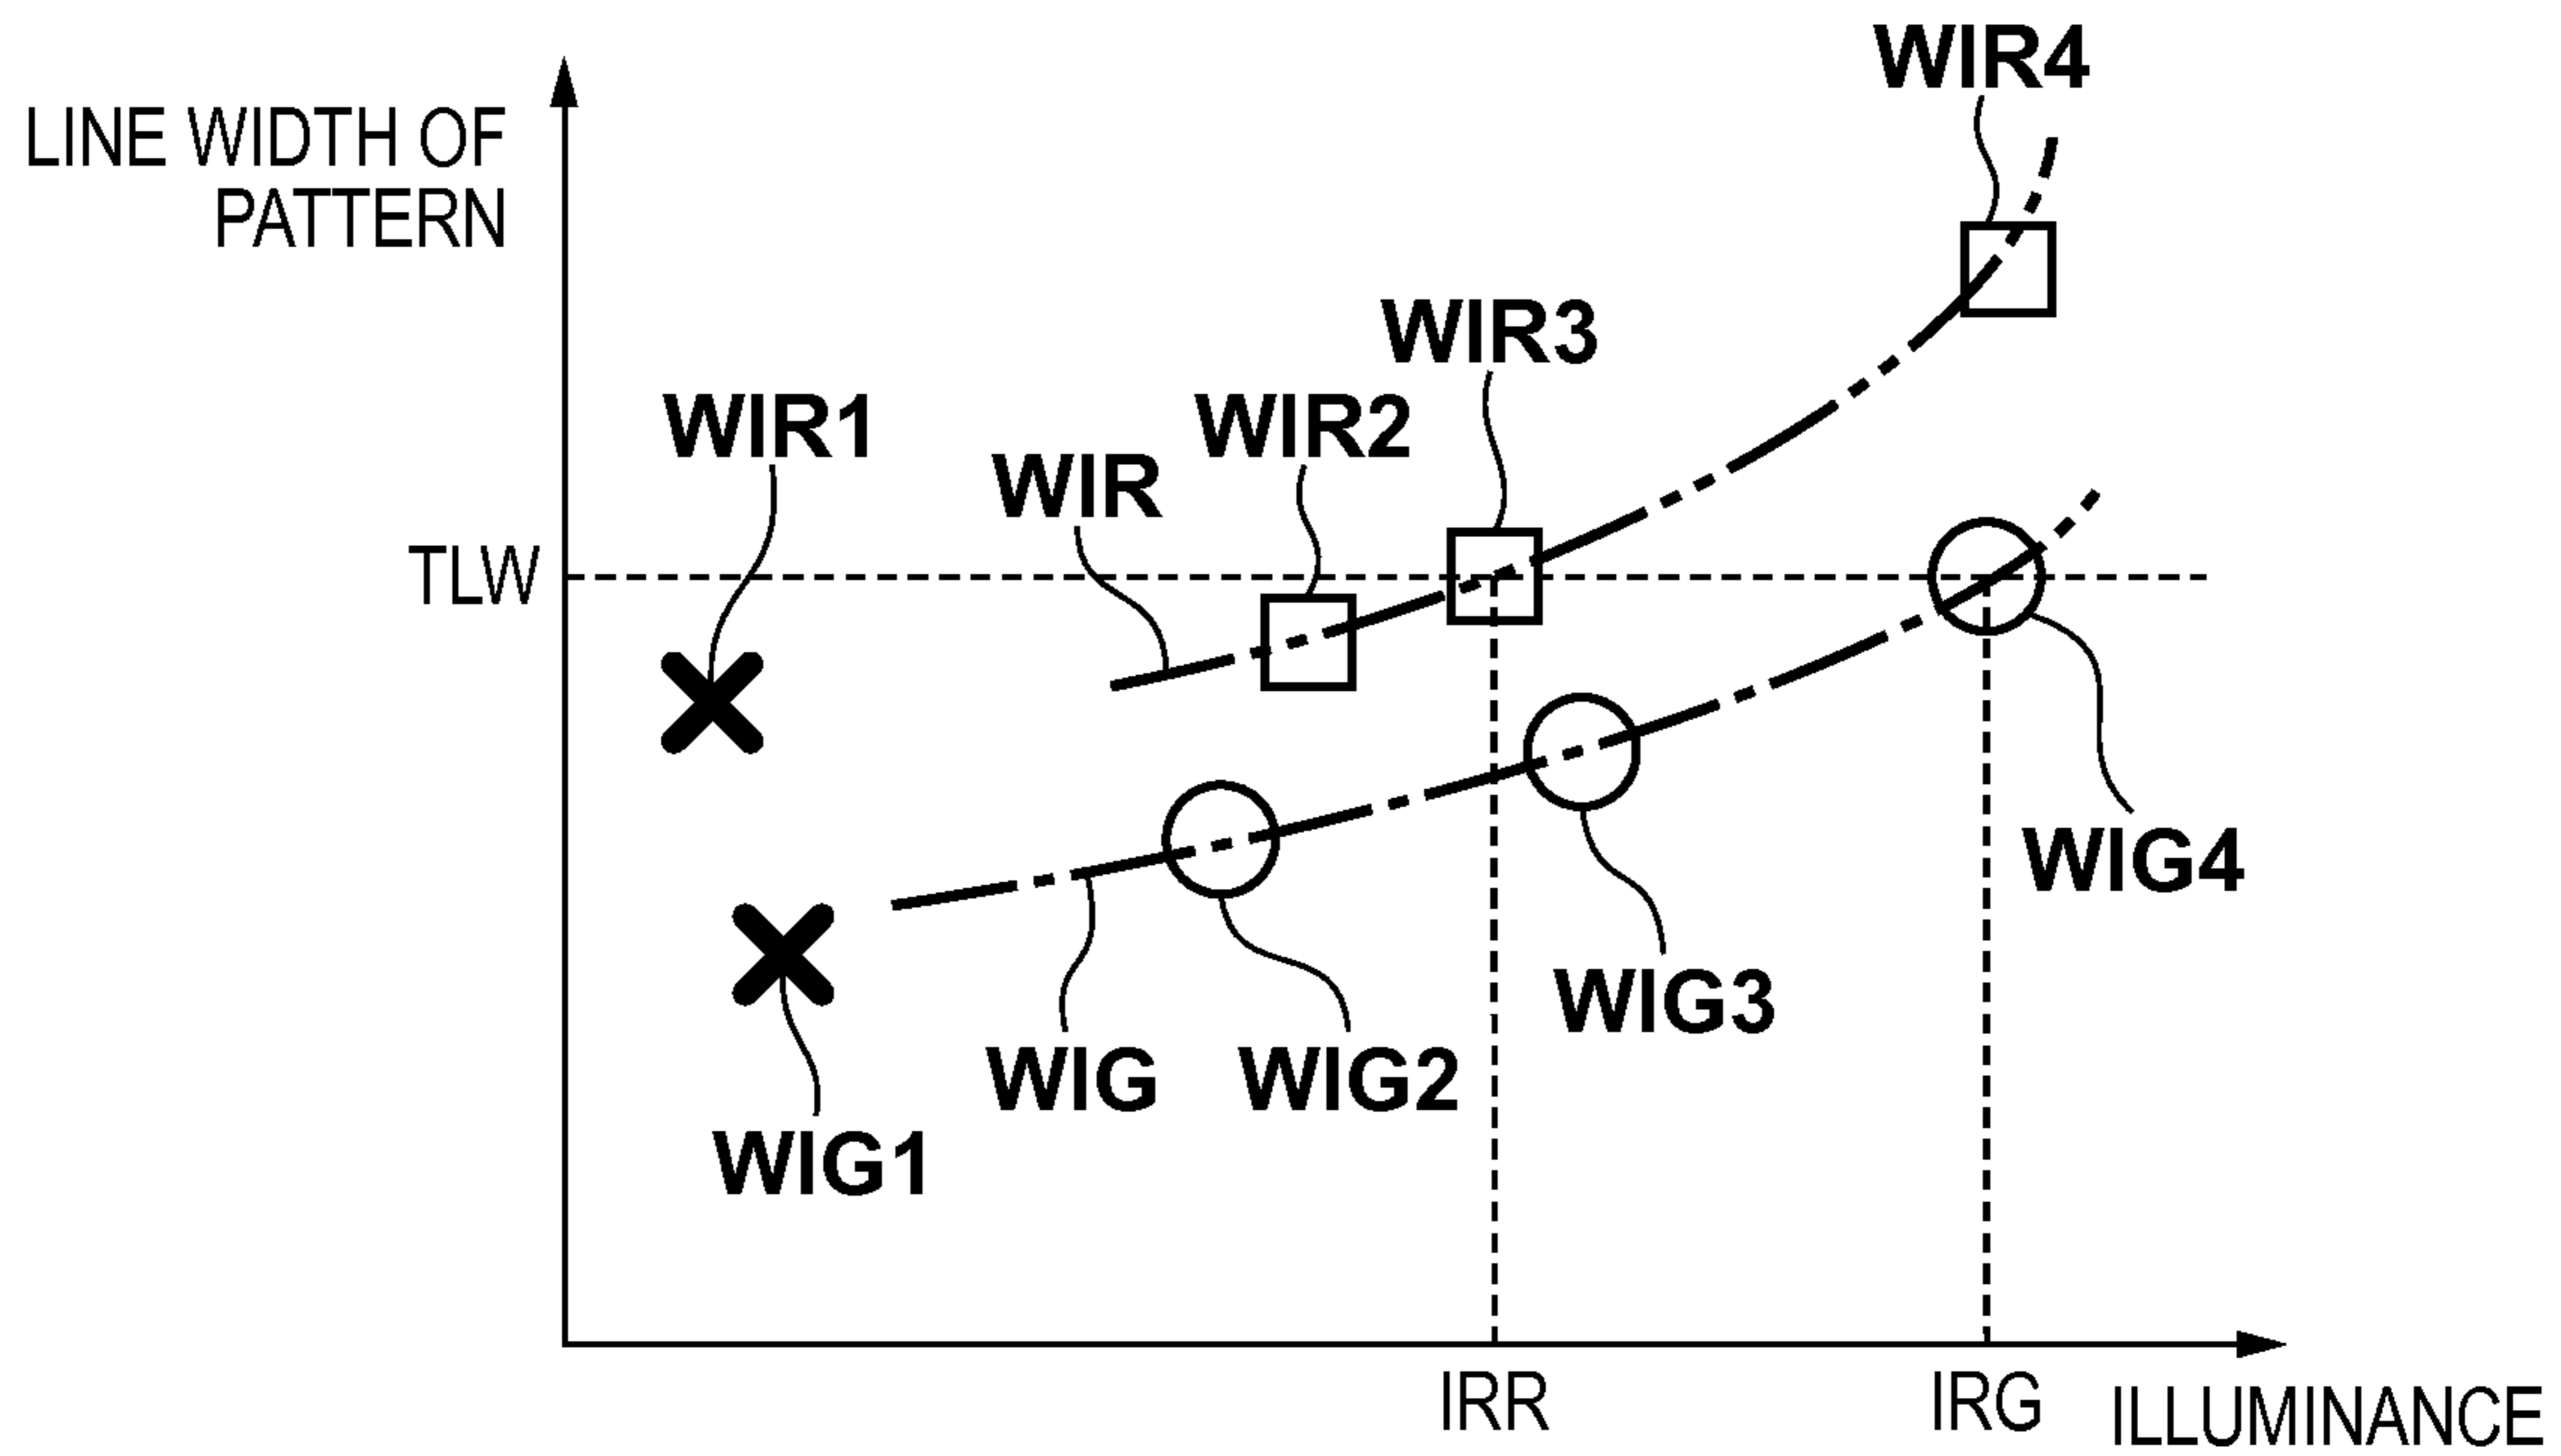 WIR4
LINE WIDTH OF
PATTERN
WIR3
WIR1
WIR2
WIR
TLW
WIG4
WIG3
WIG
WIG2
WIG1
IRR
IRG
ILLUMINANCE